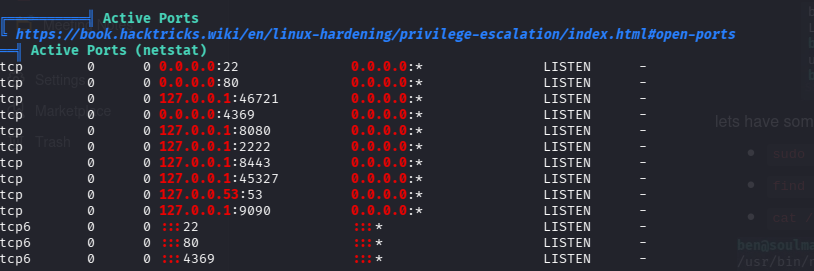 Active Ports
https://book.hacktricks.wiki/en/linux-hardening/privilege-escalation/index.html#open-ports
Active Ports (netstat)
tcp 0 0 0.0.0.0:22 0.0.0.0:* LISTEN -
tcp 0 0 0.0.0.0:80 0.0.0.0:* LISTEN -
tcp 0 0 127.0.0.1:46721 0.0.0.0:* LISTEN -
tcp 0 0 0.0.0.0:4369 0.0.0.0:* LISTEN -
tcp 0 0 127.0.0.1:8080 0.0.0.0:* LISTEN -
tcp 0 0 127.0.0.1:2222 0.0.0.0:* LISTEN -
tcp 0 0 127.0.0.1:8443 0.0.0.0:* LISTEN -
tcp 0 0 127.0.0.1:45327 0.0.0.0:* LISTEN -
tcp 0 0 127.0.0.53:53 0.0.0.0:* LISTEN -
tcp 0 0 127.0.0.1:9090 0.0.0.0:* LISTEN -
tcp6 0 0 :::22 :::* LISTEN -
tcp6 0 0 :::80 :::* LISTEN -
tcp6 0 0 :::4369 :::* LISTEN -
Settings
Trash
lets have som
sudo
find
cat /
ben@soulma
/usr/bin/